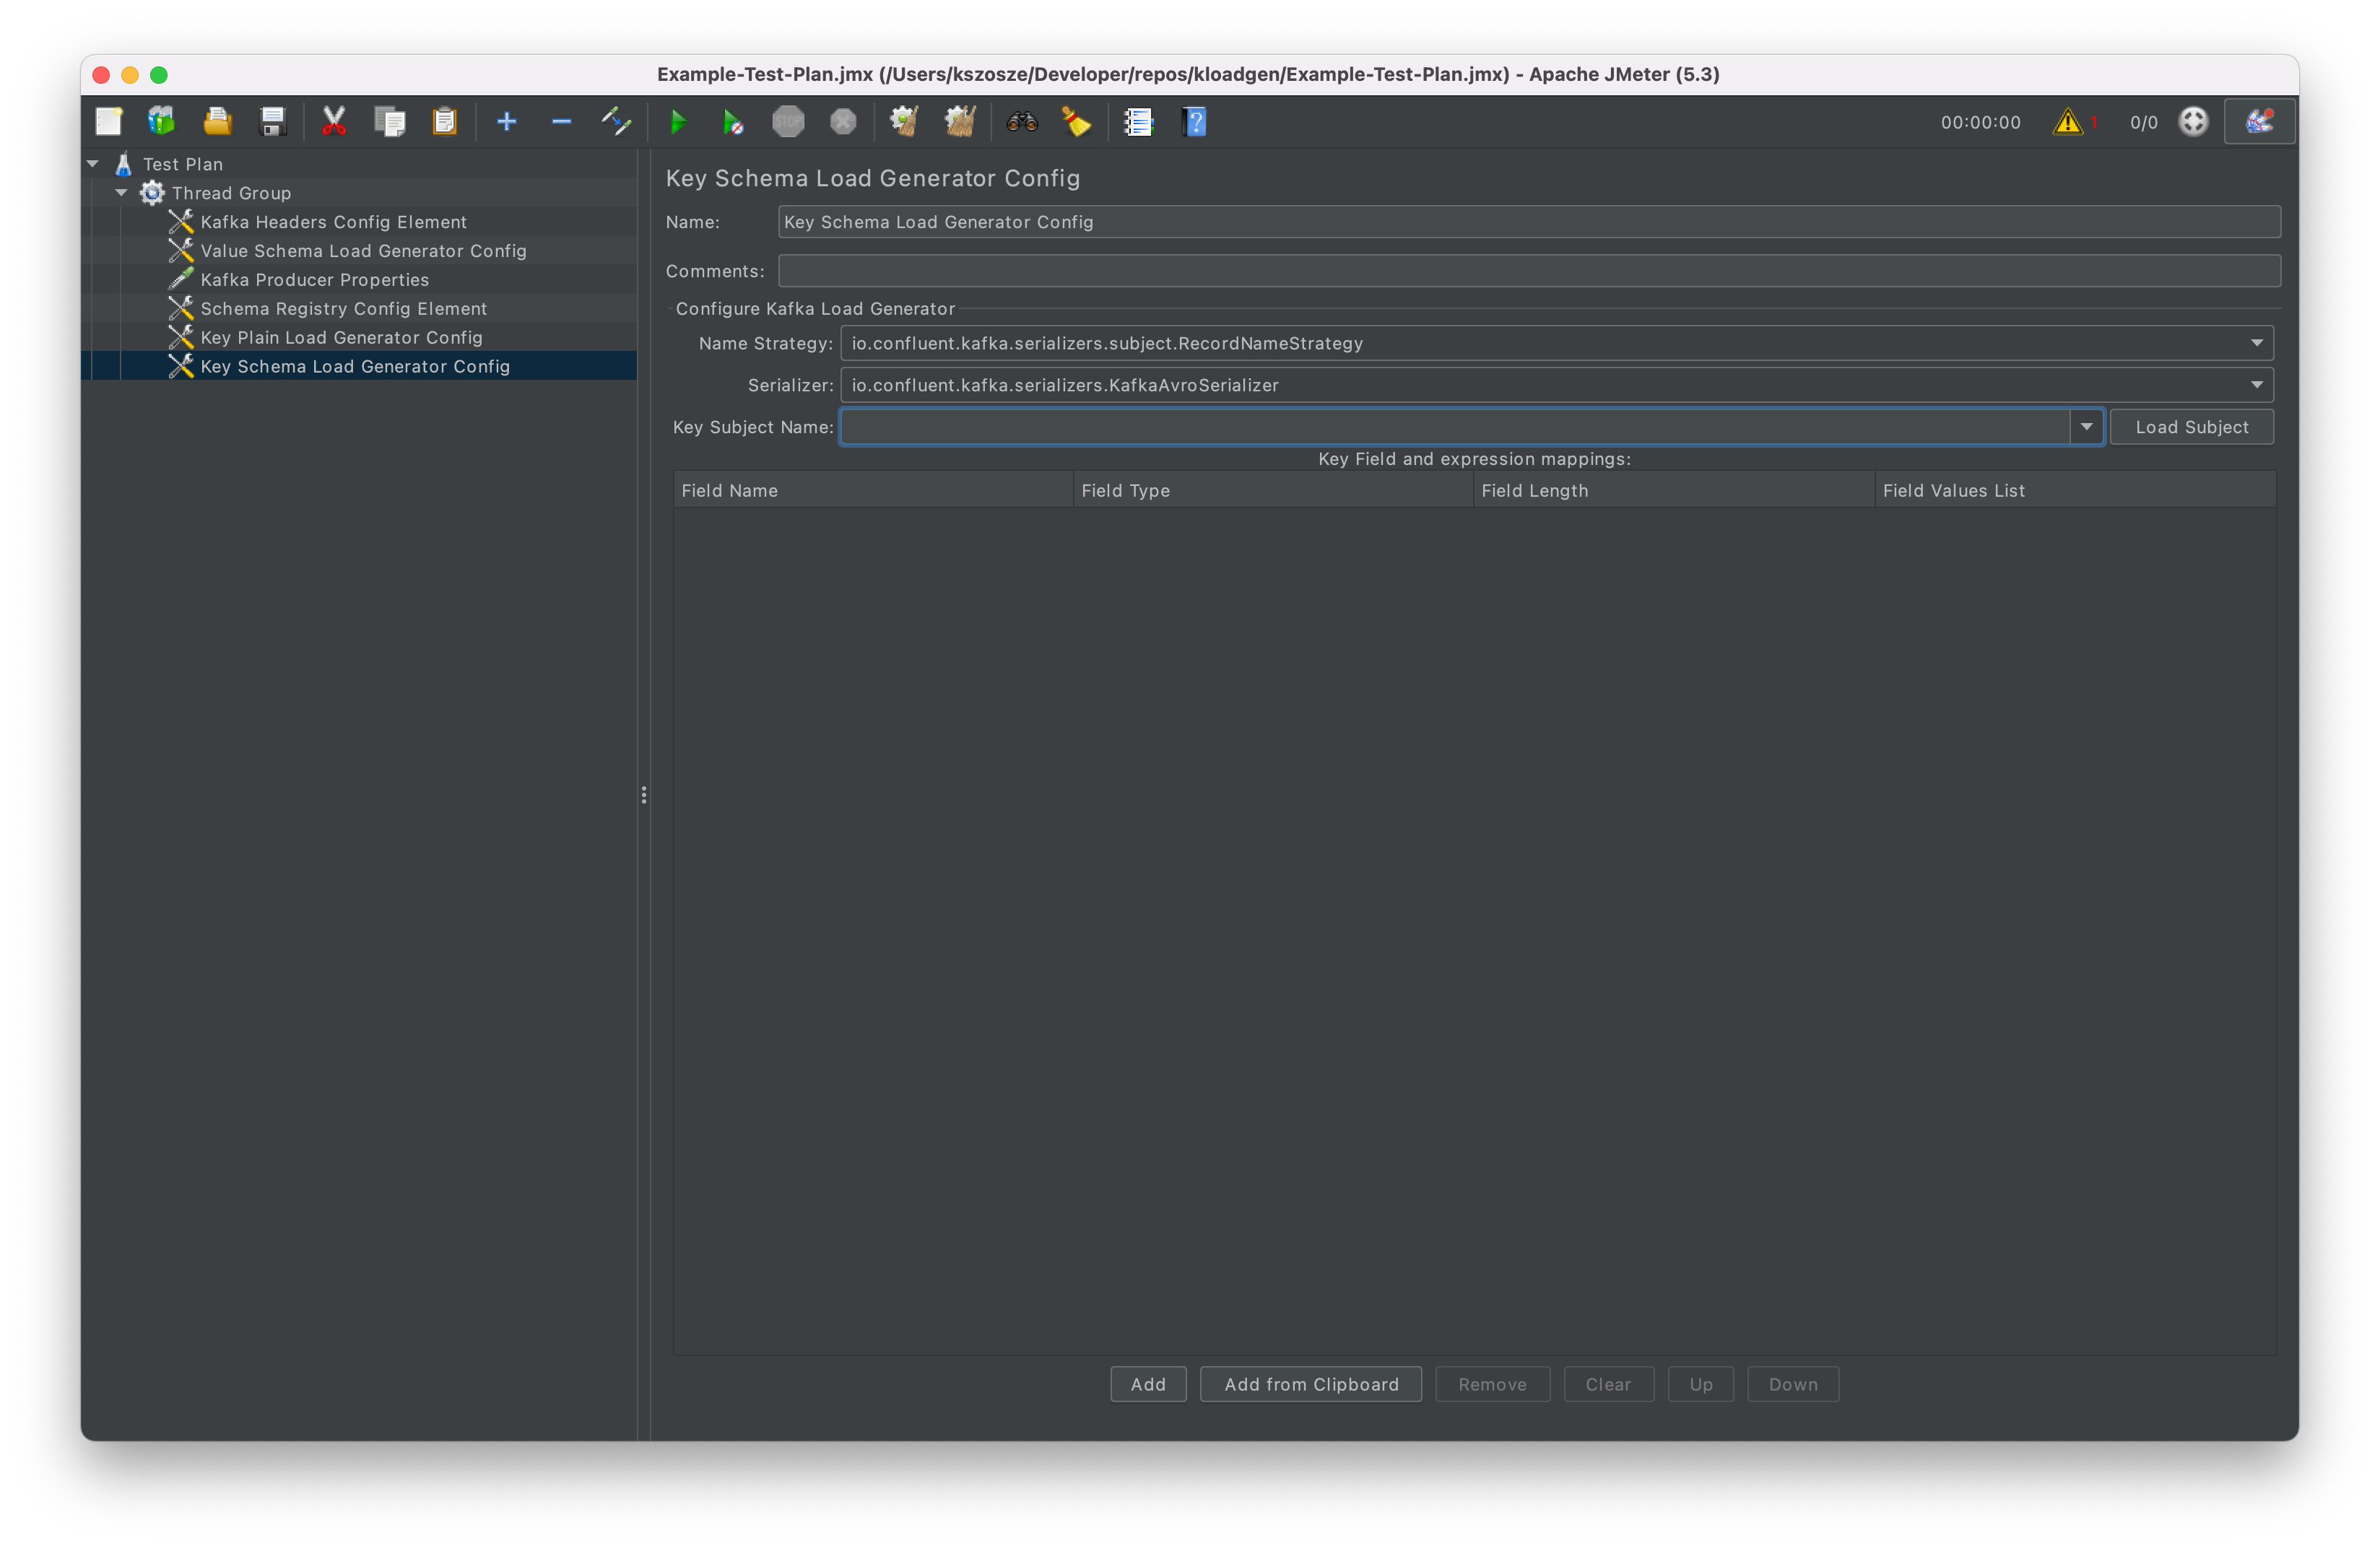 Example-Test-Plan.jmx (/Users/kszosze/Developer/repos/kloadgen/Example-Test-Plan.jmx) - Apache JMeter (5.3)
STOP
00:00:00 1 0/0
Test Plan
Thread Group
Kafka Headers Config Element
Value Schema Load Generator Config
Kafka Producer Properties
Schema Registry Config Element
Key Plain Load Generator Config
Key Schema Load Generator Config
Key Schema Load Generator Config
Name: Key Schema Load Generator Config
Comments:
Configure Kafka Load Generator
Name Strategy: io.confluent.kafka.serializers.subject.RecordNameStrategy
Serializer: io.confluent.kafka.serializers.KafkaAvroSerializer
Key Subject Name: Load Subject
Key Field and expression mappings:
Field Name Field Type Field Length Field Values List
Add Add from Clipboard Remove Clear Up Down